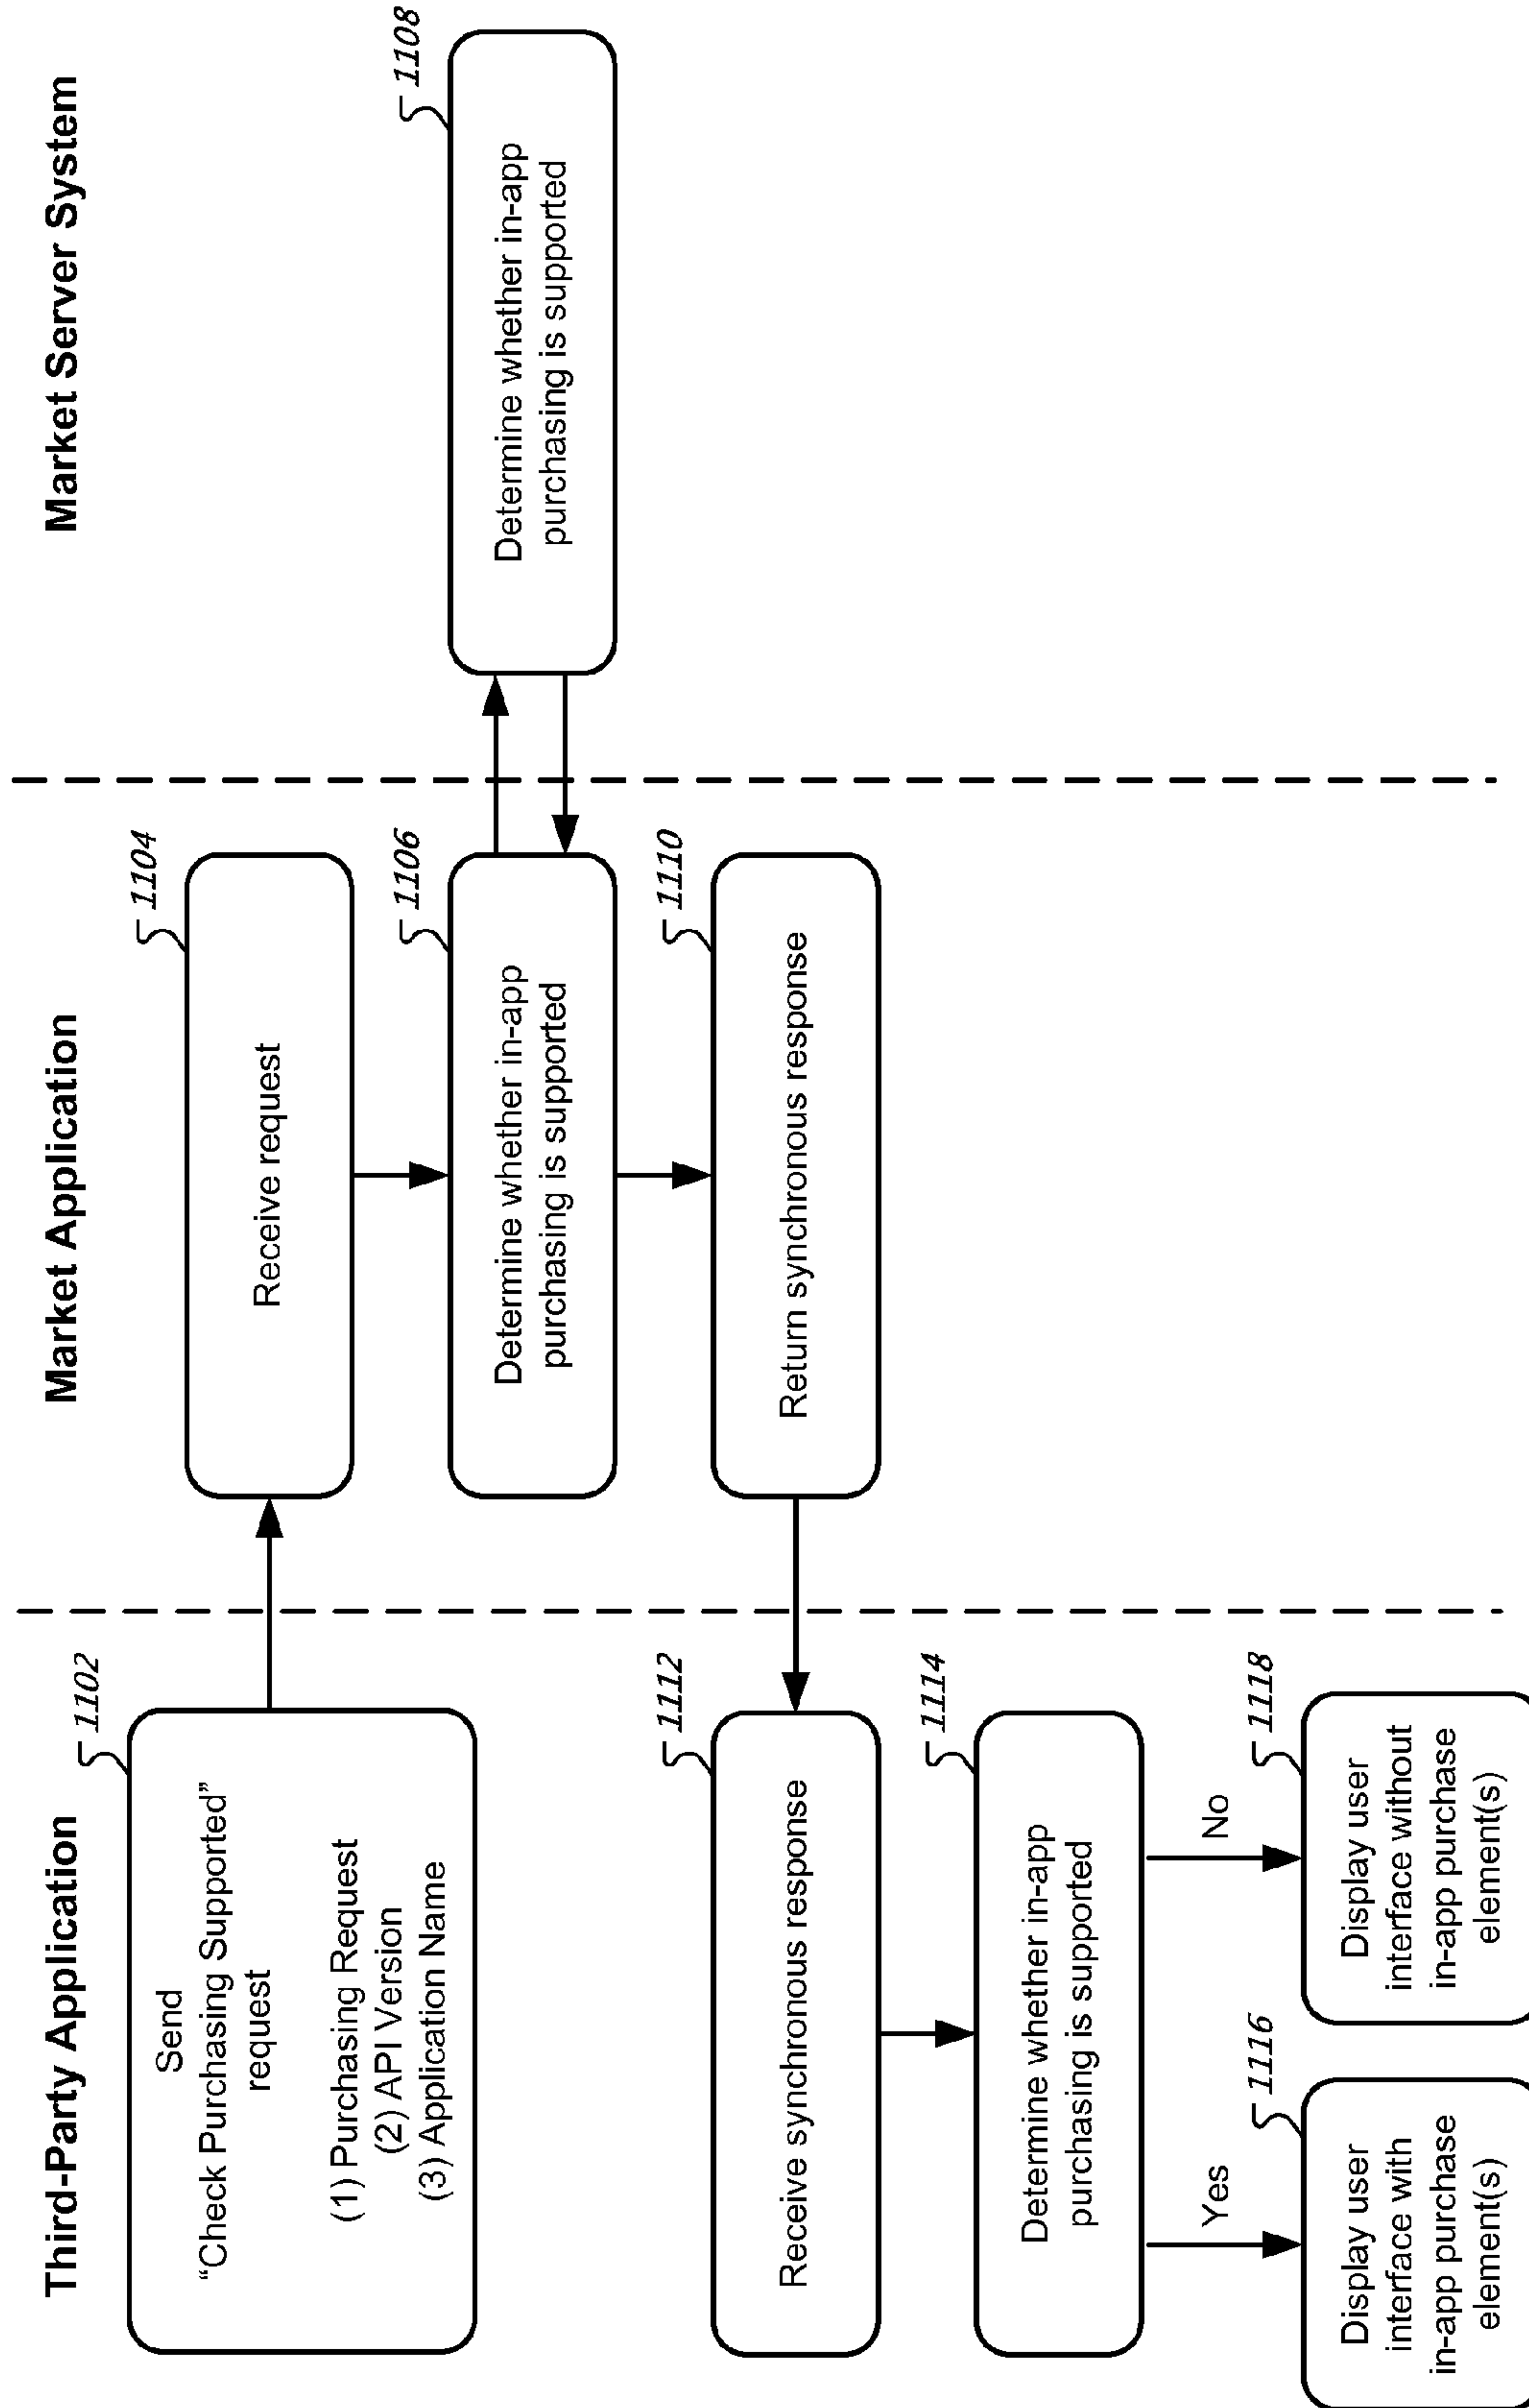 Third-Party Application
Market Application
Market Server System
1102
Send
“Check Purchasing Supported”
request
(1) Purchasing Request
(2) API Version
(3) Application Name
1104
Receive request
1106
Determine whether in-app
purchasing is supported
1108
Determine whether in-app
purchasing is supported
1110
Return synchronous response
1112
Receive synchronous response
1114
Determine whether in-app
purchasing is supported
Yes
No
1116
Display user
interface with
in-app purchase
element(s)
1118
Display user
interface without
in-app purchase
element(s)